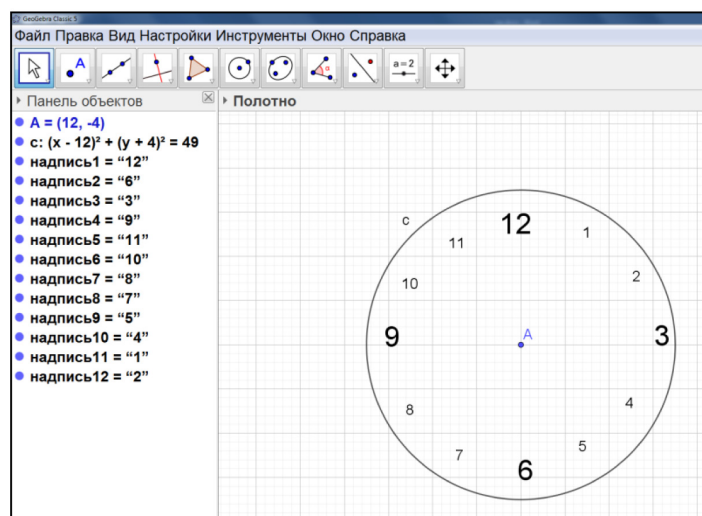 GeoGebra Classic 5
Файл Правка Вид Настройки Инструменты Окно Справка
A
α
a=2
Панель объектов
Полотно
A = (12, -4)
c: (x - 12)² + (y + 4)² = 49
надпись1 = “12”
надпись2 = “6”
надпись3 = “3”
надпись4 = “9”
надпись5 = “11”
надпись6 = “10”
надпись7 = “8”
надпись8 = “7”
надпись9 = “5”
надпись10 = “4”
надпись11 = “1”
надпись12 = “2”
c
12
1
11
2
10
9
A
3
8
4
7
5
6